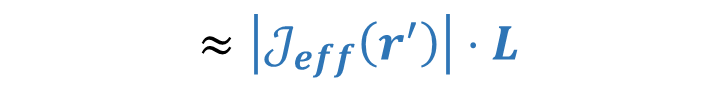 ≈ |𝒥eff(r′)| · L